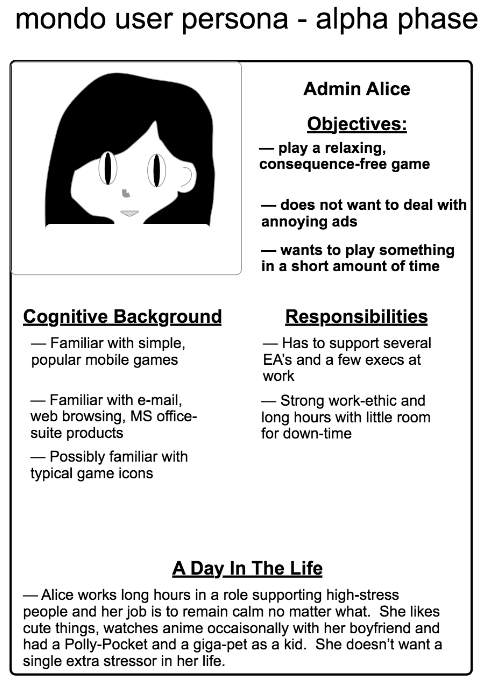 mondo user persona - alpha phase
Admin Alice
Objectives:
— play a relaxing,
consequence-free game
— does not want to deal with
annoying ads
— wants to play something
in a short amount of time
Cognitive Background
— Familiar with simple,
popular mobile games
— Familiar with e-mail,
web browsing, MS office-
suite products
— Possibly familiar with
typical game icons
Responsibilities
— Has to support several
EA's and a few execs at
work
— Strong work-ethic and
long hours with little room
for down-time
A Day In The Life
— Alice works long hours in a role supporting high-stress
people and her job is to remain calm no matter what.  She likes
cute things, watches anime occaisonally with her boyfriend and
had a Polly-Pocket and a giga-pet as a kid.  She doesn't want a
single extra stressor in her life.